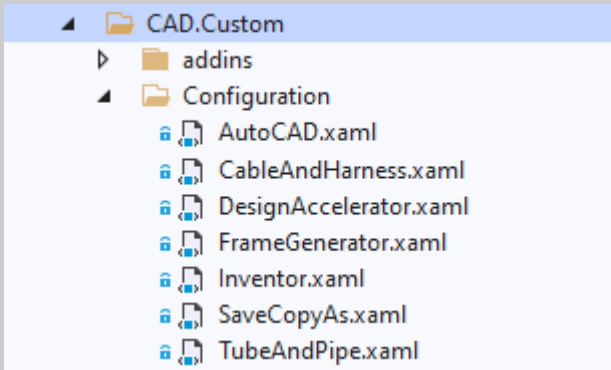 CAD.Custom
addins
Configuration
AutoCAD.xaml
CableAndHarness.xaml
DesignAccelerator.xaml
FrameGenerator.xaml
Inventor.xaml
SaveCopyAs.xaml
TubeAndPipe.xaml